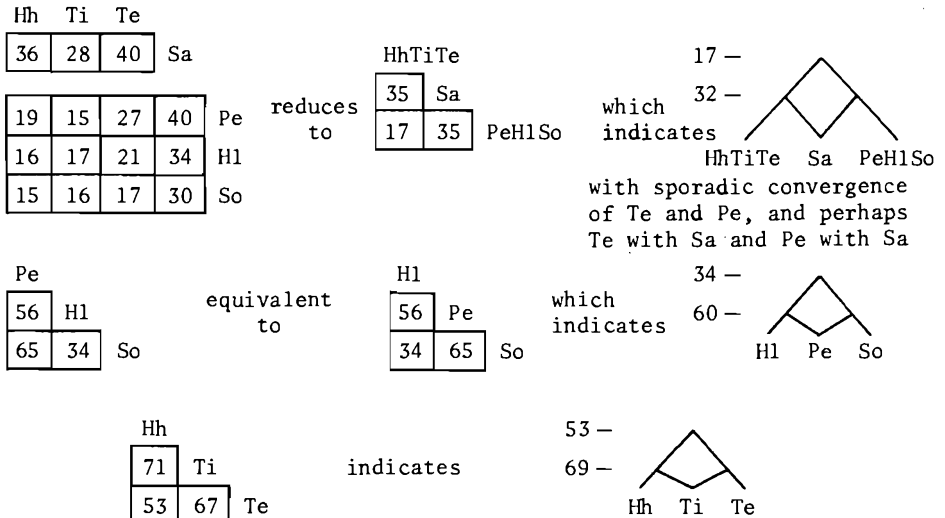 Hh Ti Te
36 28 40 Sa
19 15 27 40 Pe
16 17 21 34 Hl
15 16 17 30 So
reduces
to
HhTiTe
35 Sa
17 35 PeHlSo
which
indicates
17 –
32 –
HhTiTe Sa PeHlSo
with sporadic convergence
of Te and Pe, and perhaps
Te with Sa and Pe with Sa
Pe
56 Hl
65 34 So
equivalent
to
Hl
56 Pe
34 65 So
which
indicates
34 –
60 –
Hl Pe So
Hh
71 Ti
53 67 Te
indicates
53 –
69 –
Hh Ti Te